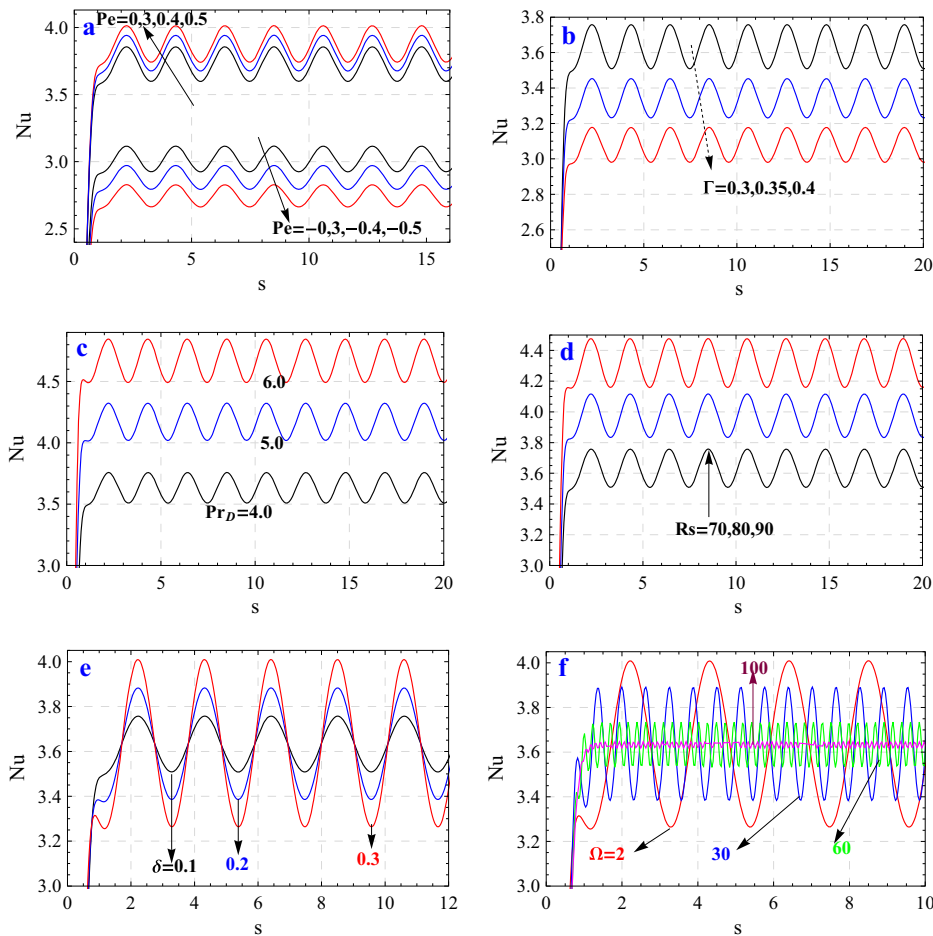 a
Pe=0,3,0.4,0.5
Pe=−0,3,−0.4,−0.5
Nu
4.0
3.5
3.0
2.5
0 5 10 15
s
b
Γ=0.3,0.35,0.4
Nu
3.8
3.6
3.4
3.2
3.0
2.8
2.6
0 5 10 15 20
s
c
6.0
5.0
Pr_D=4.0
Nu
4.5
4.0
3.5
3.0
0 5 10 15 20
s
d
Rs=70,80,90
Nu
4.4
4.2
4.0
3.8
3.6
3.4
3.2
3.0
0 5 10 15 20
s
e
δ=0.1
0.2
0.3
Nu
4.0
3.8
3.6
3.4
3.2
3.0
0 2 4 6 8 10 12
s
f
100
Ω=2
30
60
Nu
4.0
3.8
3.6
3.4
3.2
3.0
0 2 4 6 8 10
s